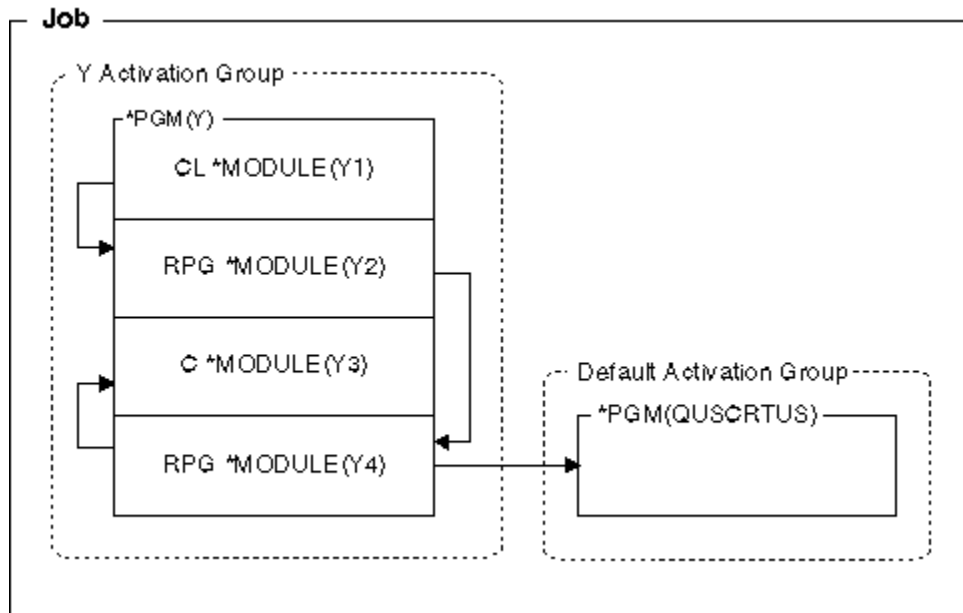 Job
Y Activation Group
*PGM(Y)
CL *MODULE(Y1)
RPG *MODULE(Y2)
C *MODULE(Y3)
RPG *MODULE(Y4)
Default Activation Group
*PGM(QUSCRTUS)